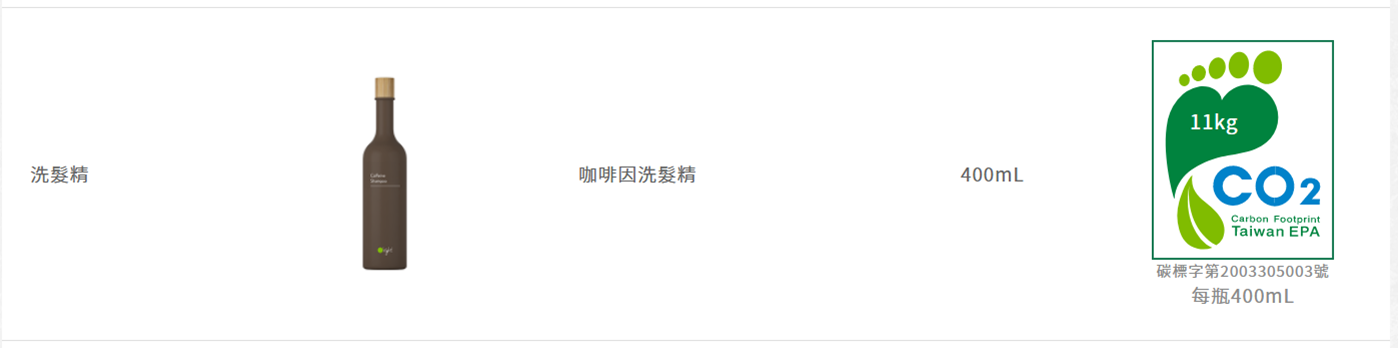 洗髮精
Caffeine
Shampoo
咖啡因洗髮精
400mL
11kg
CO2
Carbon Footprint
Taiwan EPA
碳標字第2003305003號
每瓶400mL